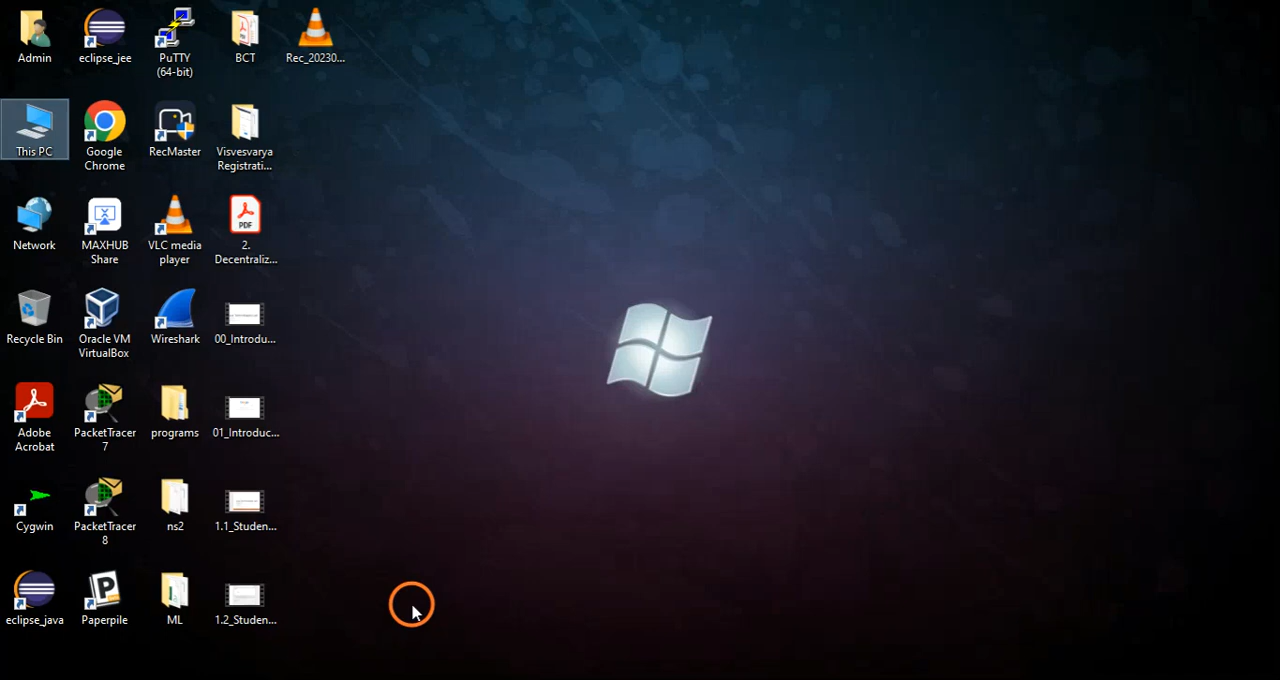 Admin
eclipse_jee
PuTTY
(64-bit)
BCT
Rec_20230...
This PC
Google
Chrome
RecMaster
Visvesvarya
Registrati...
Network
MAXHUB
Share
VLC media
player
PDF
2.
Decentraliz...
Recycle Bin
Oracle VM
VirtualBox
Wireshark
00_Introdu...
Adobe
Acrobat
PacketTracer
7
programs
01_Introduc...
Cygwin
PacketTracer
8
ns2
1.1_Studen...
eclipse_java
P
Paperpile
ML
1.2_Studen...